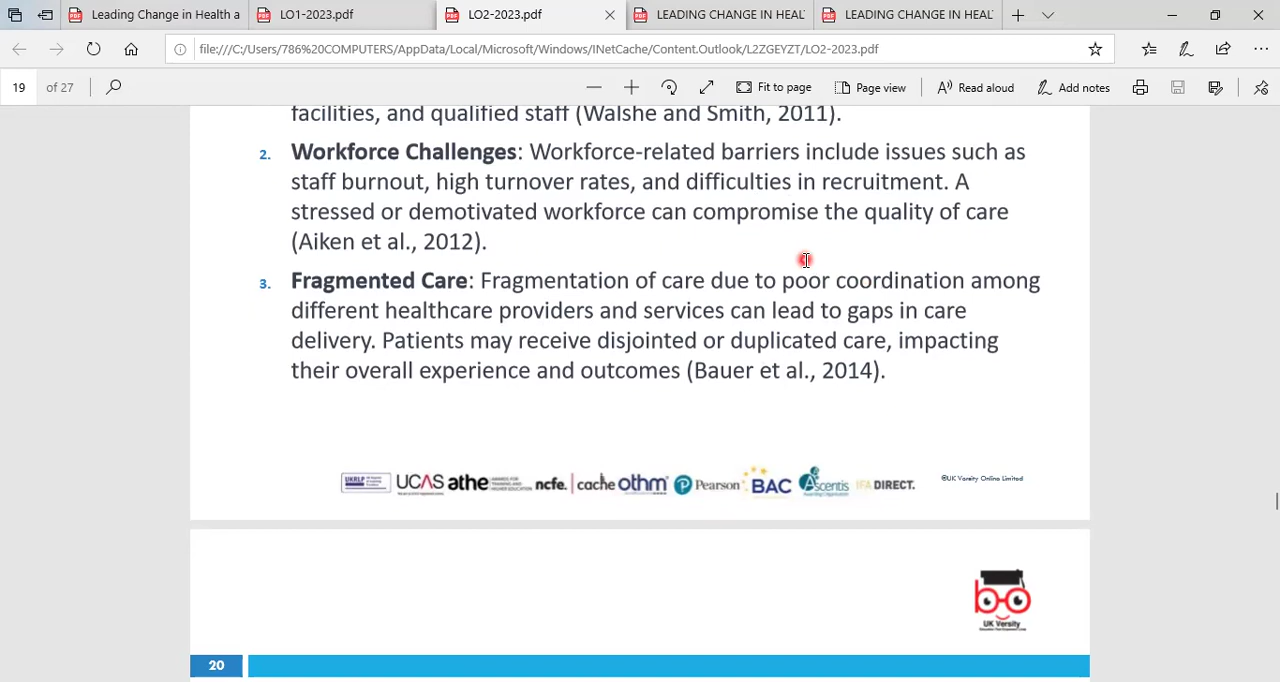 Leading Change in Health a
LO1-2023.pdf
LO2-2023.pdf
LEADING CHANGE IN HEAL
LEADING CHANGE IN HEAL
file:///C:/Users/786%20COMPUTERS/AppData/Local/Microsoft/Windows/INetCache/Content.Outlook/L2ZGEYZT/LO2-2023.pdf
19 of 27
Fit to page
Page view
Read aloud
Add notes
facilities, and qualified staff (Walshe and Smith, 2011).
2. Workforce Challenges: Workforce-related barriers include issues such as
staff burnout, high turnover rates, and difficulties in recruitment. A
stressed or demotivated workforce can compromise the quality of care
(Aiken et al., 2012).
3. Fragmented Care: Fragmentation of care due to poor coordination among
different healthcare providers and services can lead to gaps in care
delivery. Patients may receive disjointed or duplicated care, impacting
their overall experience and outcomes (Bauer et al., 2014).
UKRLP UCAS athe ncfe. cache othm Pearson BAC Ascentis IFA DIRECT.
©UK Varsity Online Limited
UK Versity
20